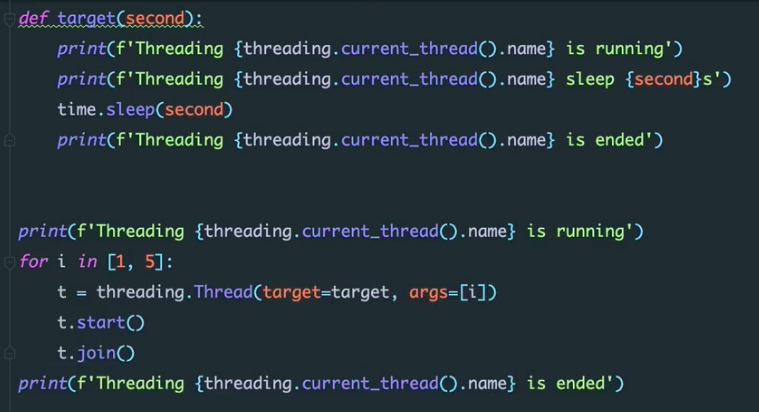 def target(second):
    print(f'Threading {threading.current_thread().name} is running')
    print(f'Threading {threading.current_thread().name} sleep {second}s')
    time.sleep(second)
    print(f'Threading {threading.current_thread().name} is ended')
print(f'Threading {threading.current_thread().name} is running')
for i in [1, 5]:
    t = threading.Thread(target=target, args=[i])
    t.start()
    t.join()
print(f'Threading {threading.current_thread().name} is ended')